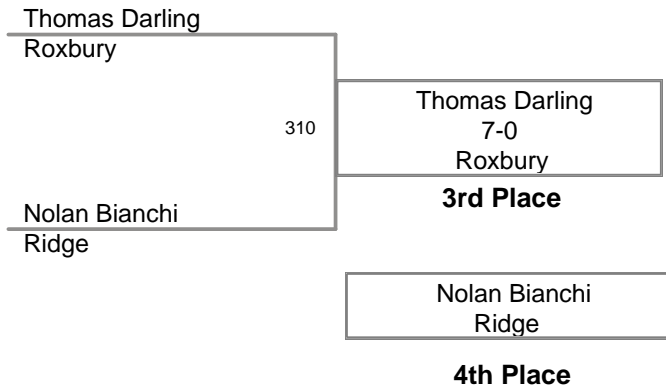 Thomas Darling
Roxbury
310
Thomas Darling
7-0
Roxbury
3rd Place
Nolan Bianchi
Ridge
Nolan Bianchi
Ridge
4th Place